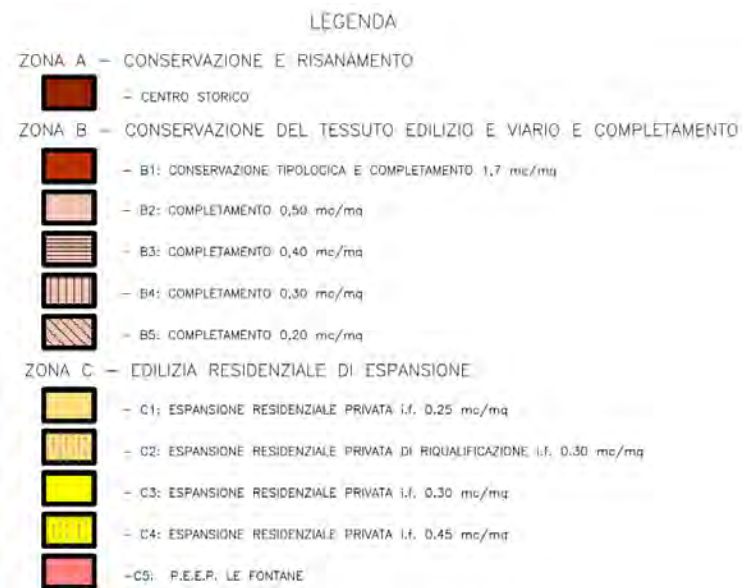 LEGENDA
ZONA A – CONSERVAZIONE E RISANAMENTO
– CENTRO STORICO
ZONA B – CONSERVAZIONE DEL TESSUTO EDILIZIO E VIARIO E COMPLETAMENTO
– B1: CONSERVAZIONE TIPOLOGICA E COMPLETAMENTO 1,7 mc/mq
– B2: COMPLETAMENTO 0,50 mc/mq
– B3: COMPLETAMENTO 0,40 mc/mq
– B4: COMPLETAMENTO 0,30 mc/mq
– B5: COMPLETAMENTO 0,20 mc/mq
ZONA C – EDILIZIA RESIDENZIALE DI ESPANSIONE
– C1: ESPANSIONE RESIDENZIALE PRIVATA i.f. 0.25 mc/mq
– C2: ESPANSIONE RESIDENZIALE PRIVATA DI RIQUALIFICAZIONE i.f. 0.30 mc/mq
– C3: ESPANSIONE RESIDENZIALE PRIVATA i.f. 0.30 mc/mq
– C4: ESPANSIONE RESIDENZIALE PRIVATA i.f. 0.45 mc/mq
–C5: P.E.E.P. LE FONTANE